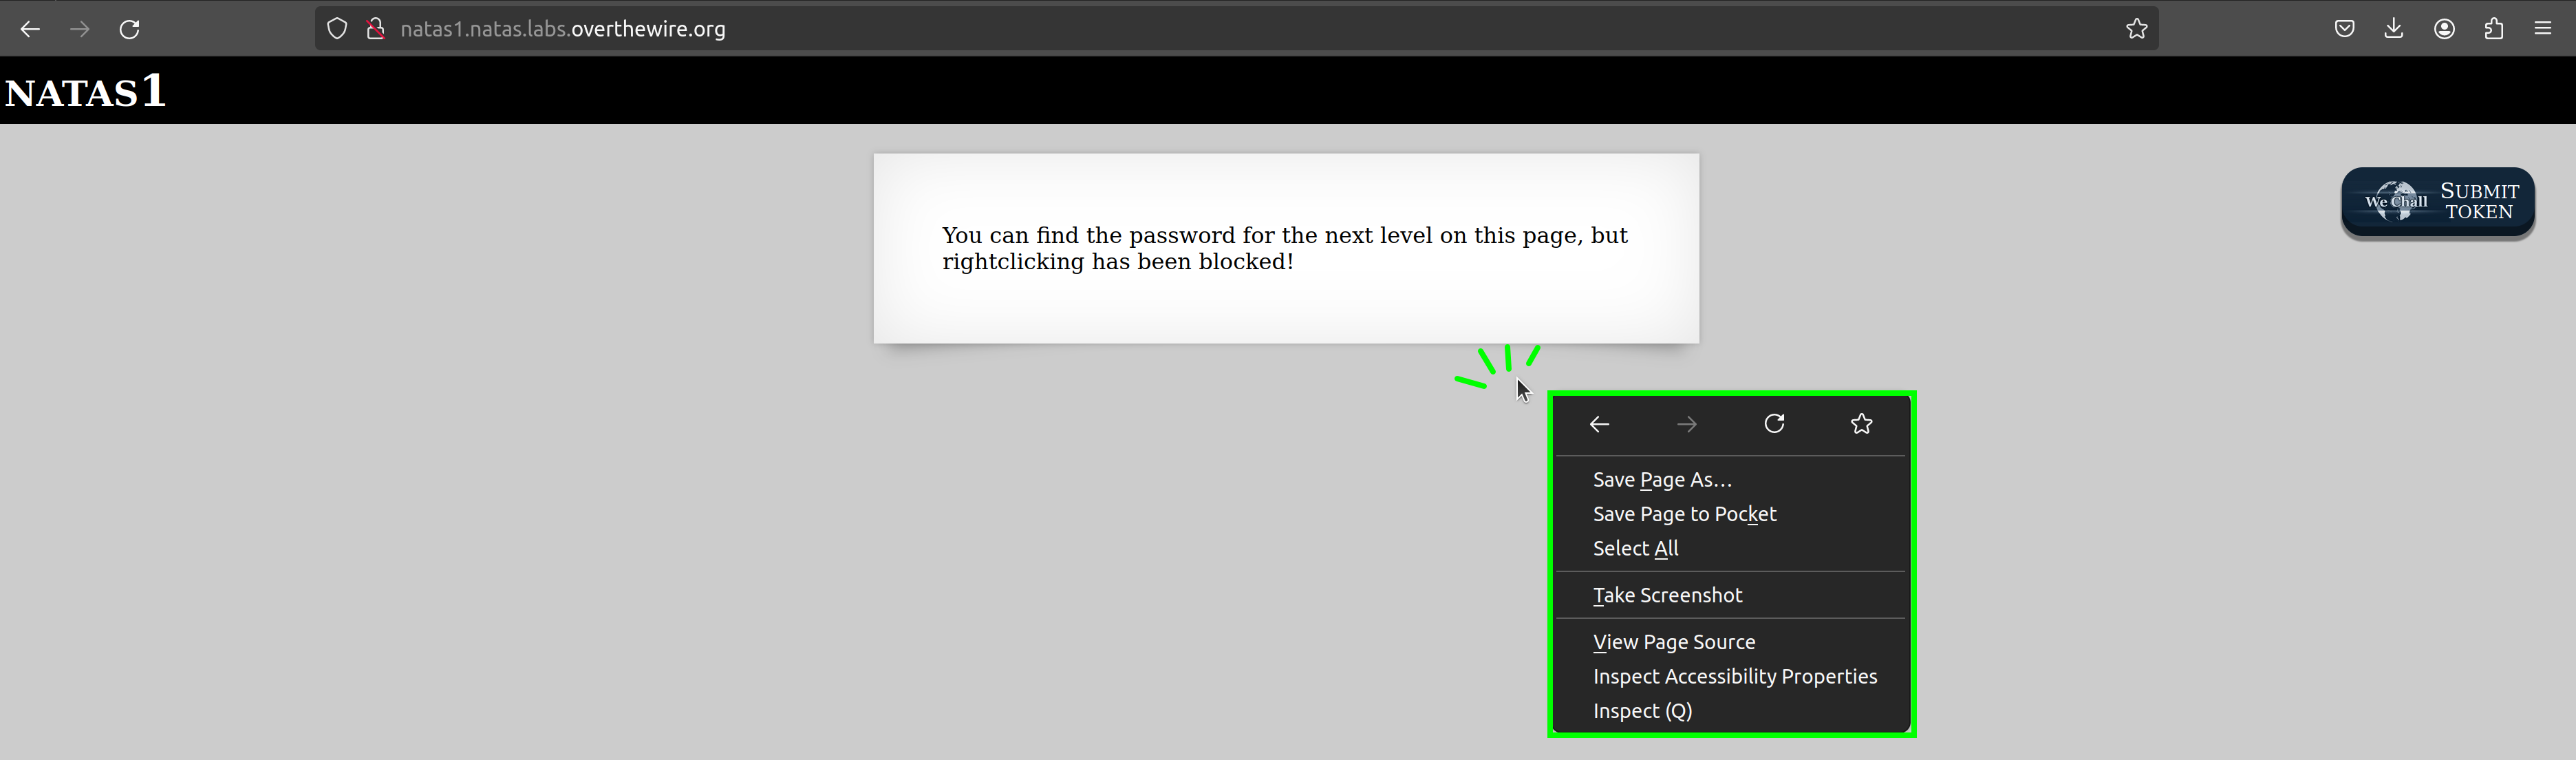 natas1.natas.labs.overthewire.org
NATAS1
You can find the password for the next level on this page, but
rightclicking has been blocked!
We Chall
SUBMIT
TOKEN
Save Page As...
Save Page to Pocket
Select All
Take Screenshot
View Page Source
Inspect Accessibility Properties
Inspect (Q)